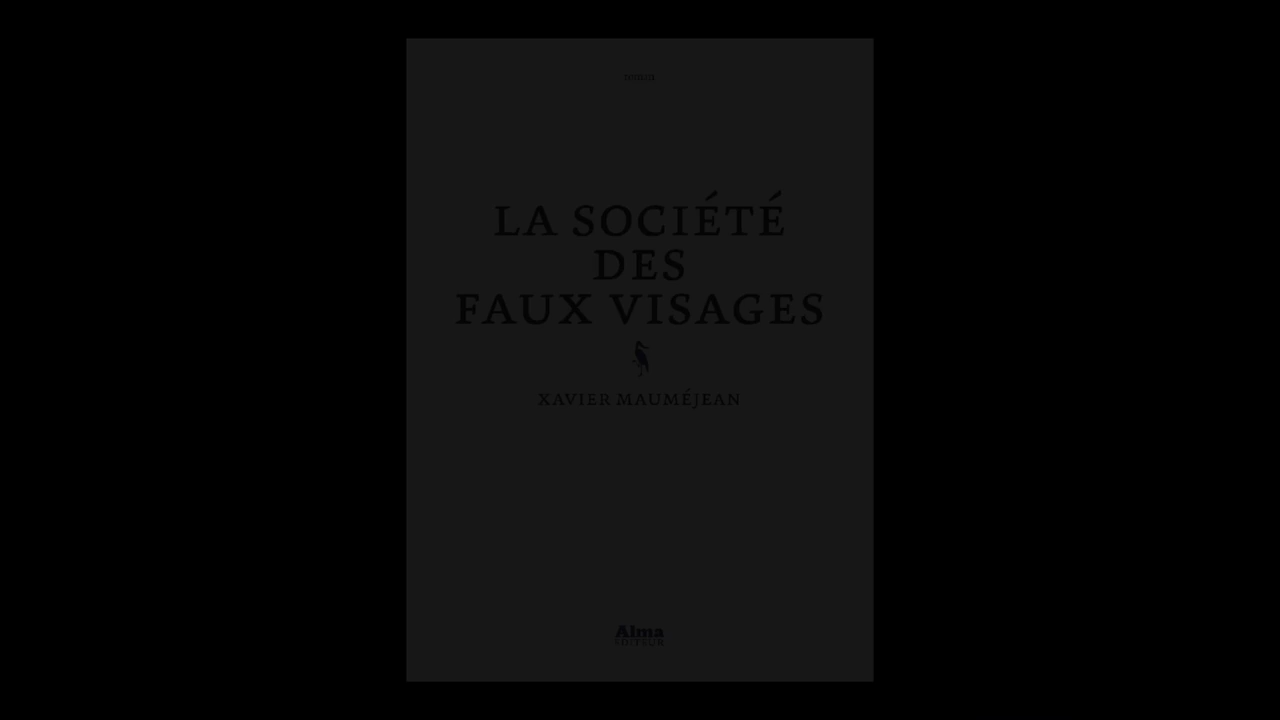 roman
LA SOCIÉTÉ
DES
FAUX VISAGES
XAVIER MAUMÉJEAN
Alma
ÉDITEUR